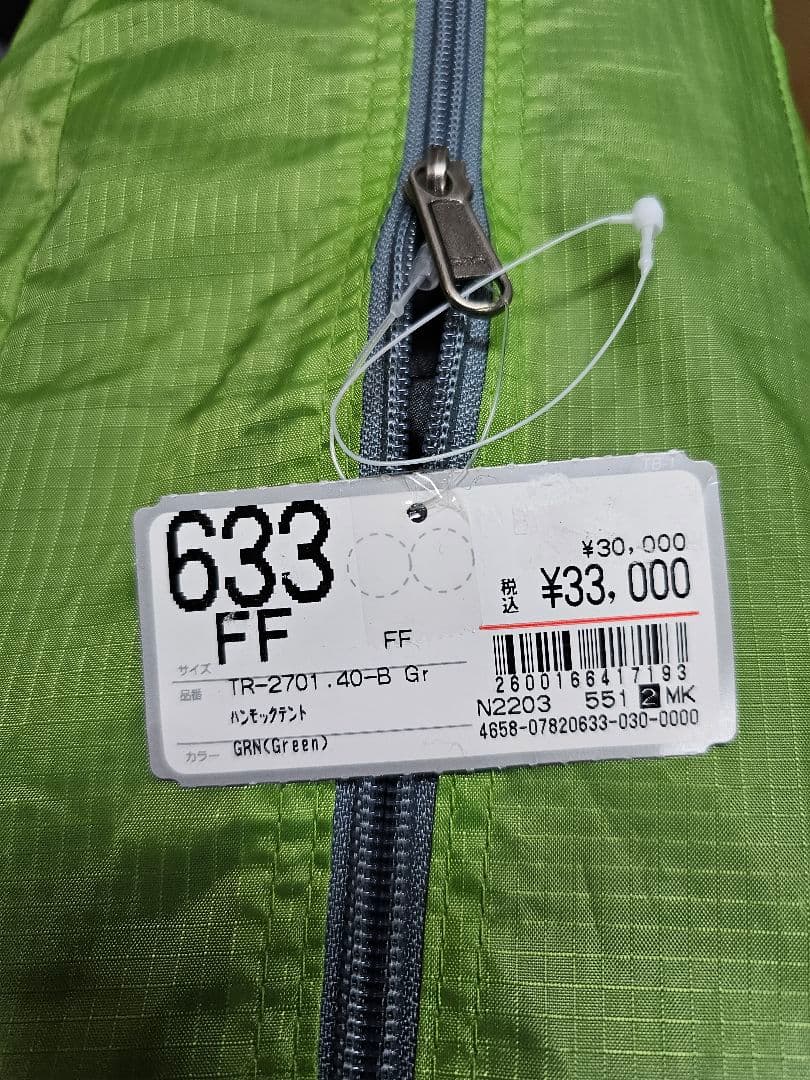 633
FF
FF
サイズ
品番 TR-2701.40-B Gr
ﾊﾝﾓｯｸﾃﾝﾄ
カラー GRN(Green)
¥30,000
税込 ¥33,000
2600166417193
N2203 551 2 MK
4658-07820633-030-0000